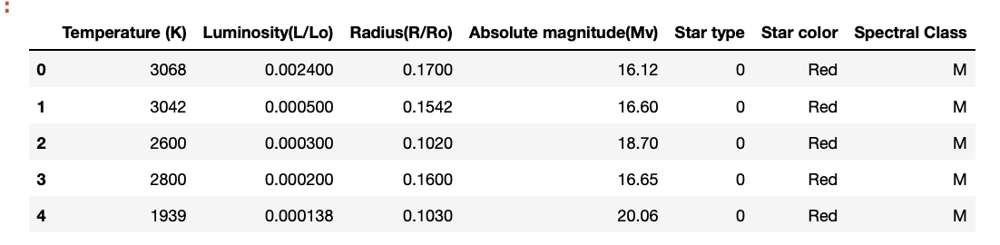 :
Temperature (K) Luminosity(L/Lo) Radius(R/Ro) Absolute magnitude(Mv) Star type Star color Spectral Class
0 3068 0.002400 0.1700 16.12 0 Red M
1 3042 0.000500 0.1542 16.60 0 Red M
2 2600 0.000300 0.1020 18.70 0 Red M
3 2800 0.000200 0.1600 16.65 0 Red M
4 1939 0.000138 0.1030 20.06 0 Red M